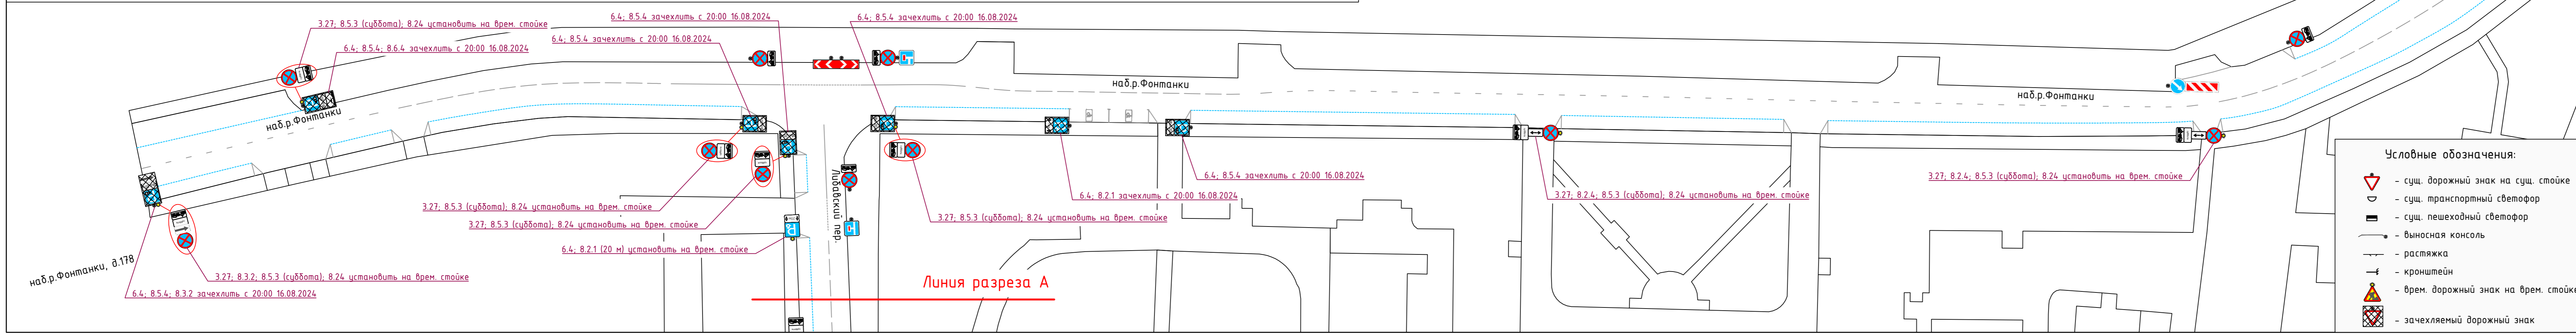 3.27; 8.5.3 (суббота); 8.24 установить на врем. стойке
6.4; 8.5.4; 8.6.4 зачехлить с 20:00 16.08.2024
6.4; 8.5.4 зачехлить с 20:00 16.08.2024
6.4; 8.5.4 зачехлить с 20:00 16.08.2024
6.4; 8.5.4 зачехлить с 20:00 16.08.2024
наб.р.Фонтанки
наб.р.Фонтанки
наб.р.Фонтанки
6.4; 8.5.4 зачехлить с 20:00 16.08.2024
6.4; 8.2.1 зачехлить с 20:00 16.08.2024
3.27; 8.2.4; 8.5.3 (суббота); 8.24 установить на врем. стойке
3.27; 8.2.4; 8.5.3 (суббота); 8.24 установить на врем. стойке
3.27; 8.5.3 (суббота); 8.24 установить на врем. стойке
3.27; 8.5.3 (суббота); 8.24 установить на врем. стойке
3.27; 8.5.3 (суббота); 8.24 установить на врем. стойке
6.4; 8.2.1 (20 м) установить на врем. стойке
Либавский пер.
наб.р.Фонтанки, д.178
3.27; 8.3.2; 8.5.3 (суббота); 8.24 установить на врем. стойке
6.4; 8.5.4; 8.3.2 зачехлить с 20:00 16.08.2024
Линия разреза А
Условные обозначения:
- сущ. дорожный знак на сущ. стойке
- сущ. транспортный светофор
- сущ. пешеходный светофор
- выносная консоль
- растяжка
- кронштейн
- врем. дорожный знак на врем. стойке
- зачехляемый дорожный знак